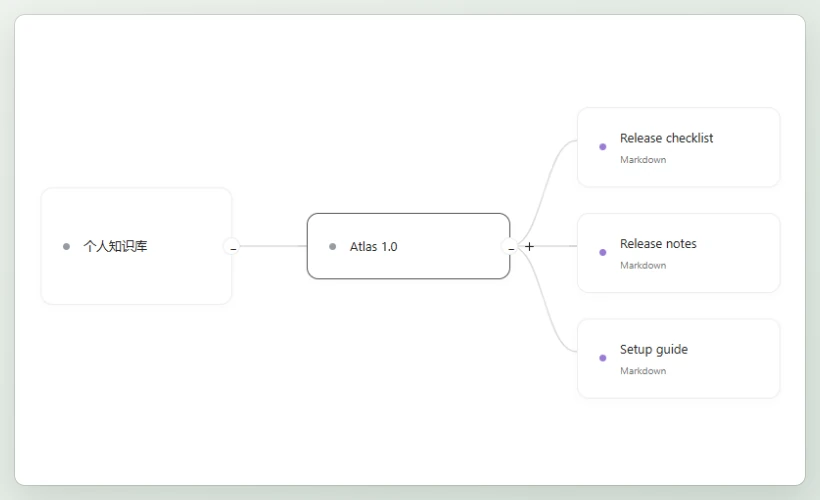 个人知识库
Atlas 1.0
Release checklist
Markdown
Release notes
Markdown
Setup guide
Markdown